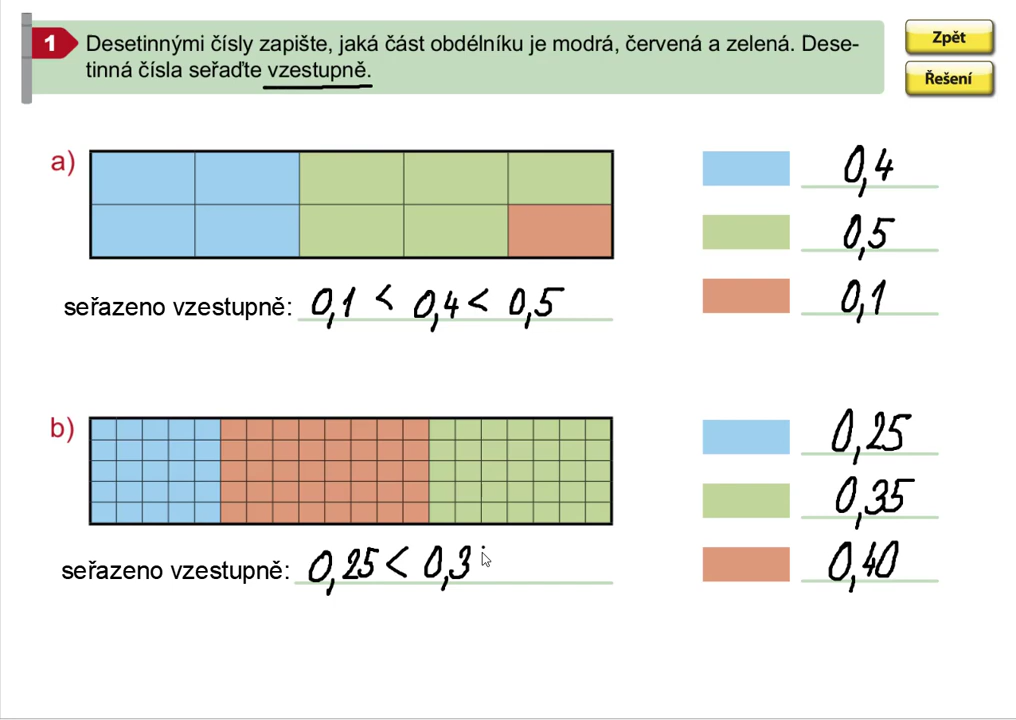 1 Desetinnými čísly zapište, jaká část obdélníku je modrá, červená a zelená. Dese-
tinná čísla seřaďte vzestupně.
Zpět
Řešení
a)
0,4
0,5
0,1
seřazeno vzestupně: 0,1 < 0,4 < 0,5
b)
0,25
0,35
0,40
seřazeno vzestupně: 0,25 < 0,3